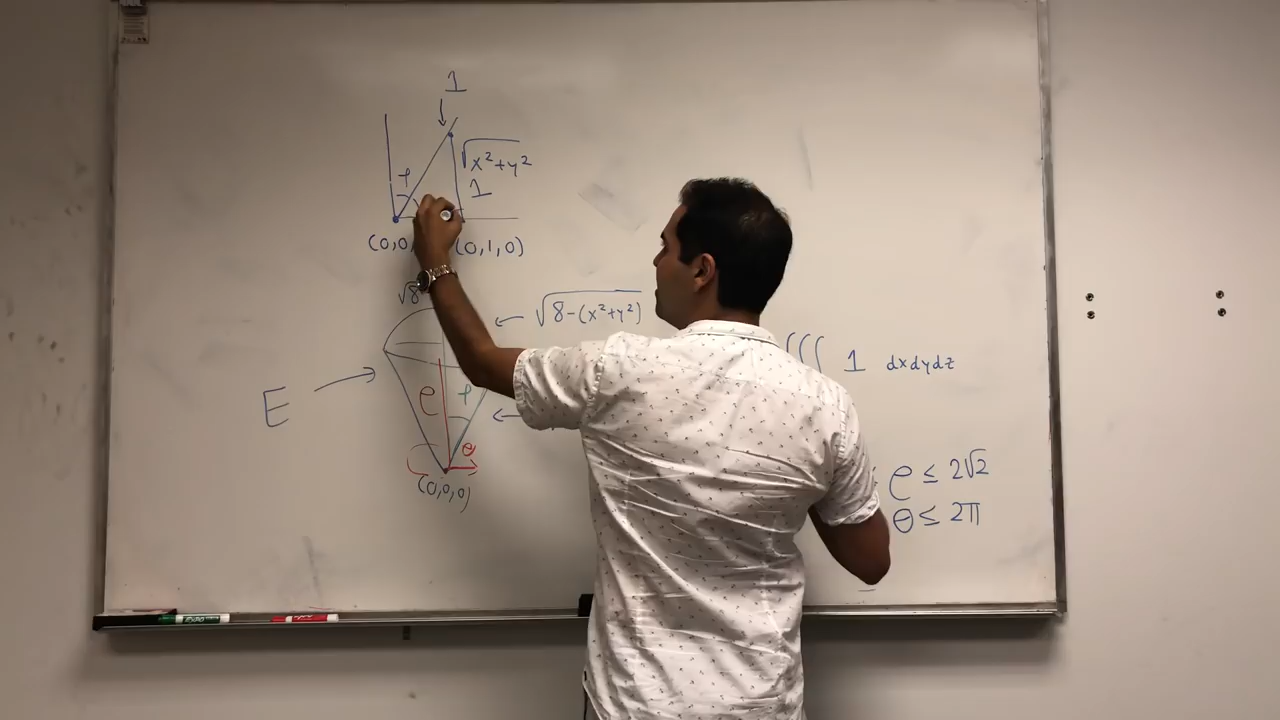 1
√x²+y²
φ
1
(0,0
(0,1,0)
√8
√8-(x²+y²)
∫∫∫ 1 dxdydz
E
ρ
φ
θ
ρ ≤ 2√2
(0,0,0)
θ ≤ 2π